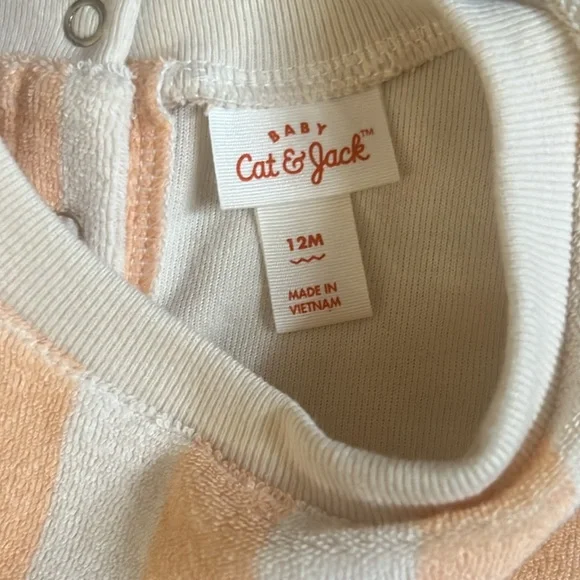 BABY
Cat & Jack™
12M
MADE IN
VIETNAM